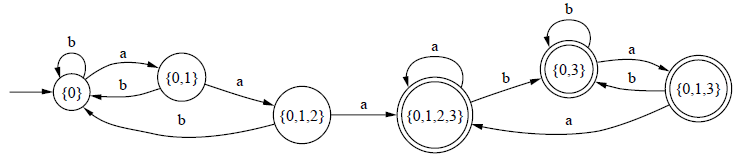 b
a
{0}
b
{0,1}
a
b
{0,1,2}
a
a
{0,1,2,3}
b
b
{0,3}
a
b
{0,1,3}
a